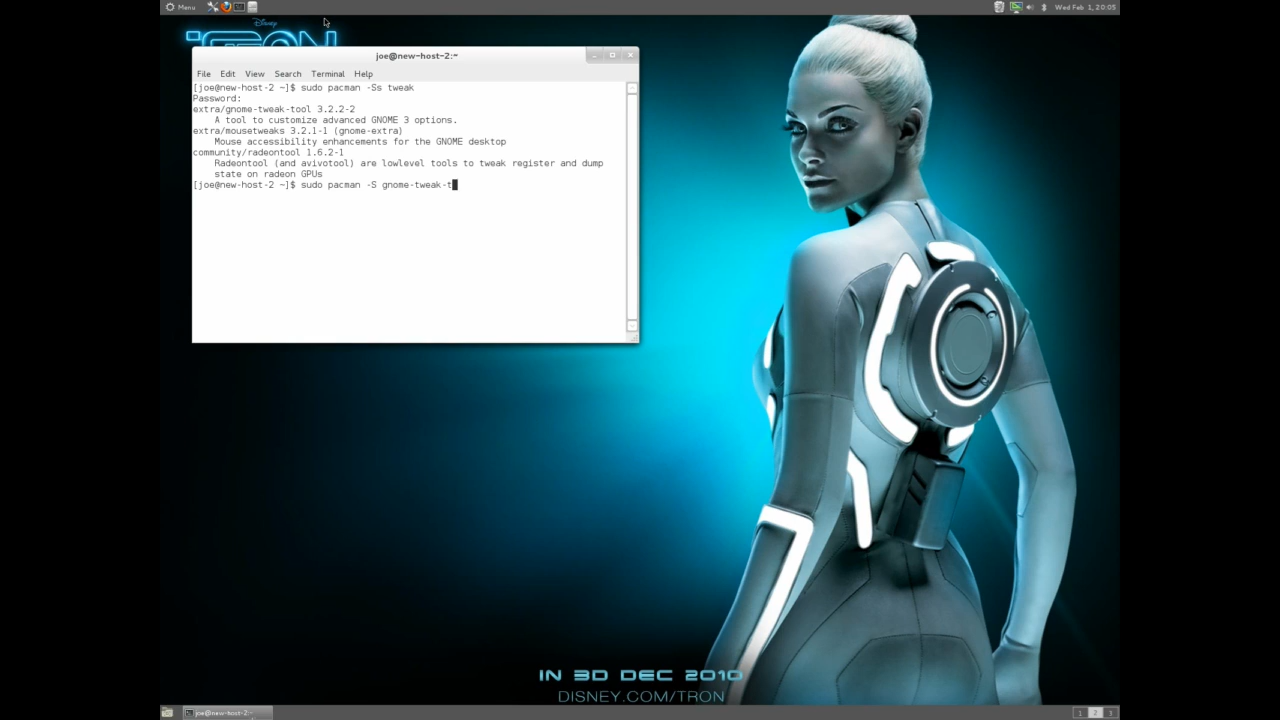 Menu
Wed Feb 1, 20:05
Disney
TRON
joe@new-host-2:~
File Edit View Search Terminal Help
[joe@new-host-2 ~]$ sudo pacman -Ss tweak
Password:
extra/gnome-tweak-tool 3.2.2-2
A tool to customize advanced GNOME 3 options.
extra/mousetweaks 3.2.1-1 (gnome-extra)
Mouse accessibility enhancements for the GNOME desktop
community/radeontool 1.6.2-1
Radeontool (and avivotool) are lowlevel tools to tweak register and dump
state on radeon GPUs
[joe@new-host-2 ~]$ sudo pacman -S gnome-tweak-t
IN 3D DEC 2010
DISNEY.COM/TRON
joe@new-host-2:~
1 2 3